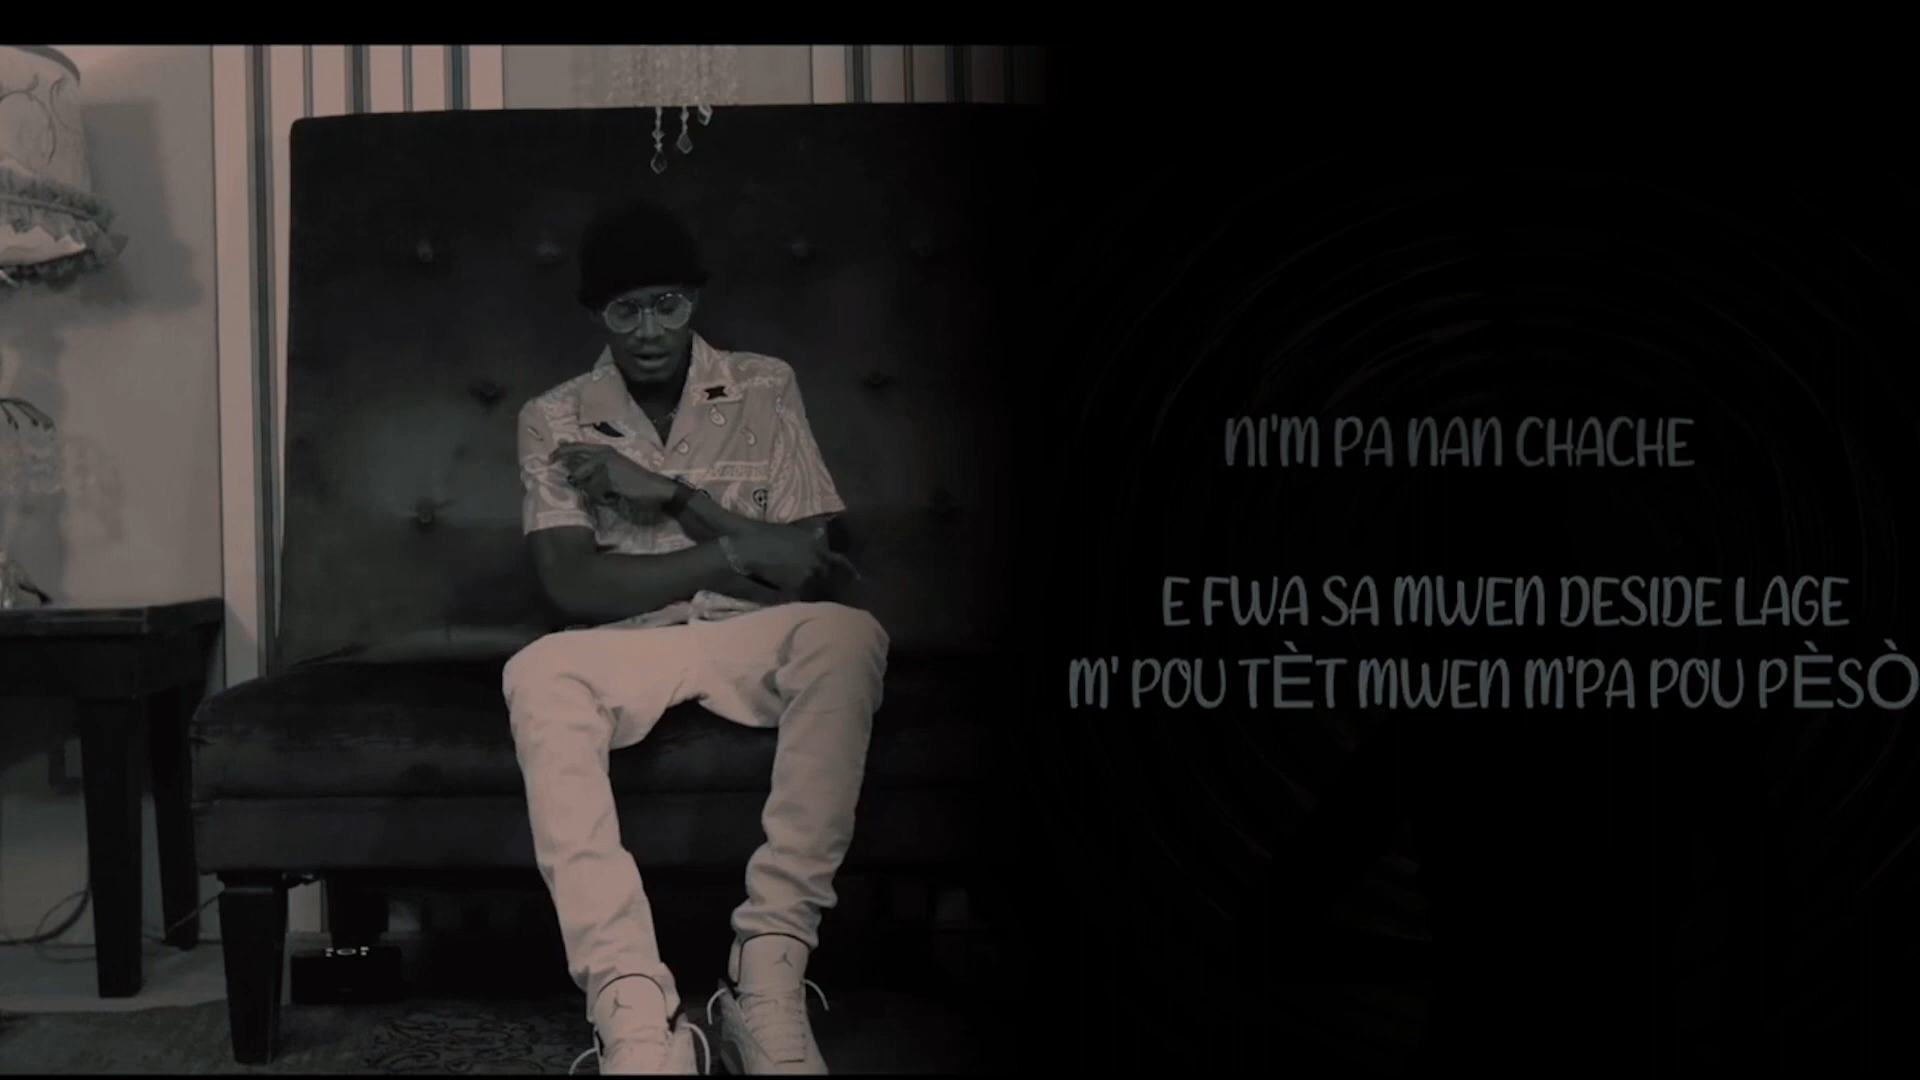 NI'M PA NAN CHACHE
E FWA SA MWEN DESIDE LAGE
M' POU TÈT MWEN M'PA POU PÈSÒ